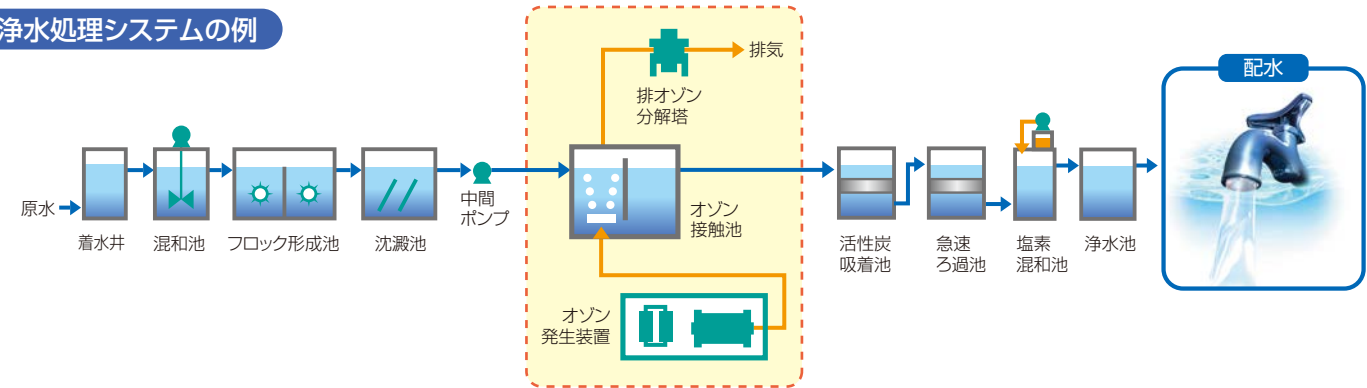 浄水処理システムの例
原水
着水井
混和池
フロック形成池
沈澱池
中間
ポンプ
排気
排オゾン
分解塔
オゾン
接触池
オゾン
発生装置
活性炭
吸着池
急速
ろ過池
塩素
混和池
浄水池
配水